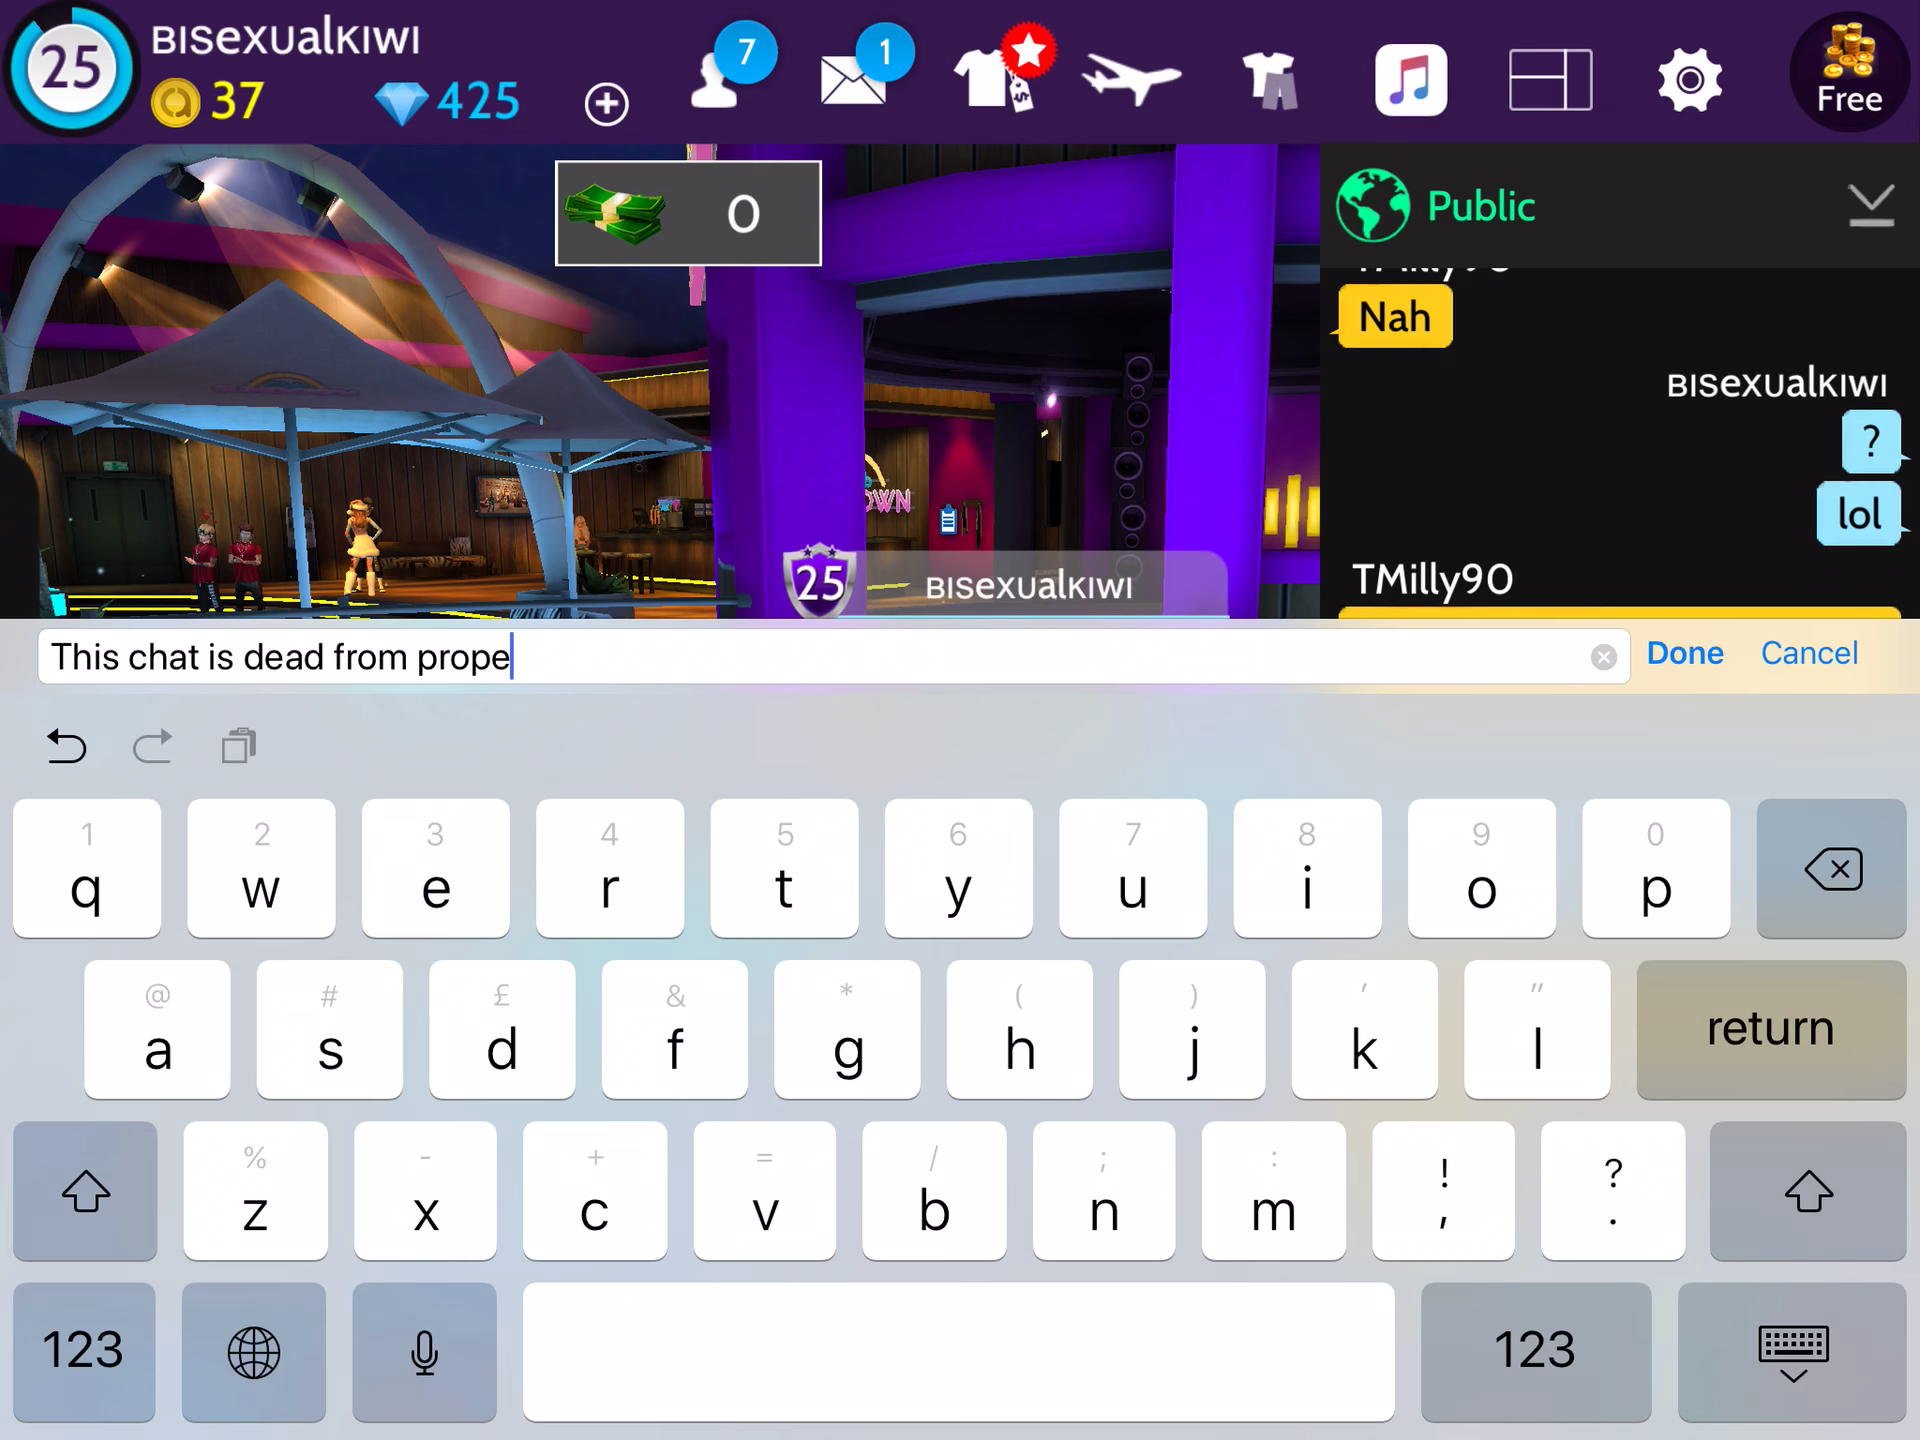 25
BISexUalKIWI
37
425
7
1
Free
0
Public
Nah
BISexUalKIWI
?
lol
TMilly90
OWN
25
BISexUalKIWI
This chat is dead from prope
Done
Cancel
1 2 3 4 5 6 7 8 9 0
q w e r t y u i o p
@ # £ & * ( ) ' "
a s d f g h j k l
return
% - + = / ; : ! ?
z x c v b n m , .
123
123